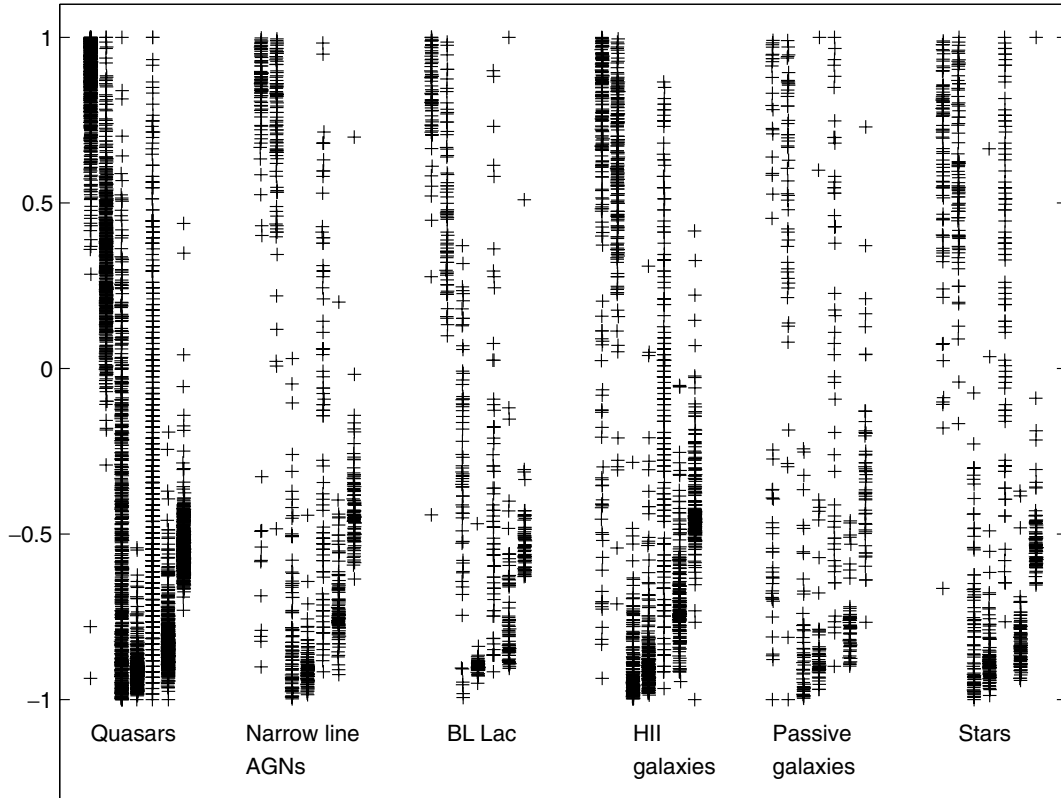 1
0.5
0
−0.5
−1
Quasars
Narrow line
AGNs
BL Lac
HII
galaxies
Passive
galaxies
Stars